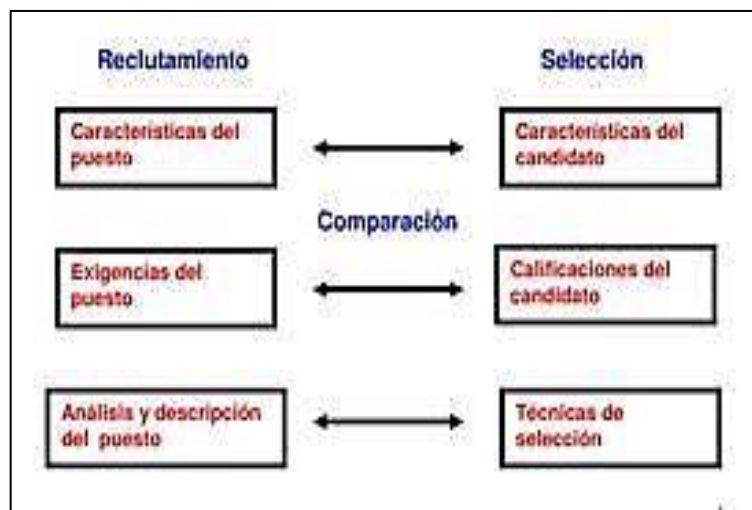 Reclutamiento
Selección
Características del
puesto
Características del
candidato
Comparación
Exigencias del
puesto
Calificaciones del
candidato
Análisis y descripción
del puesto
Técnicas de
selección